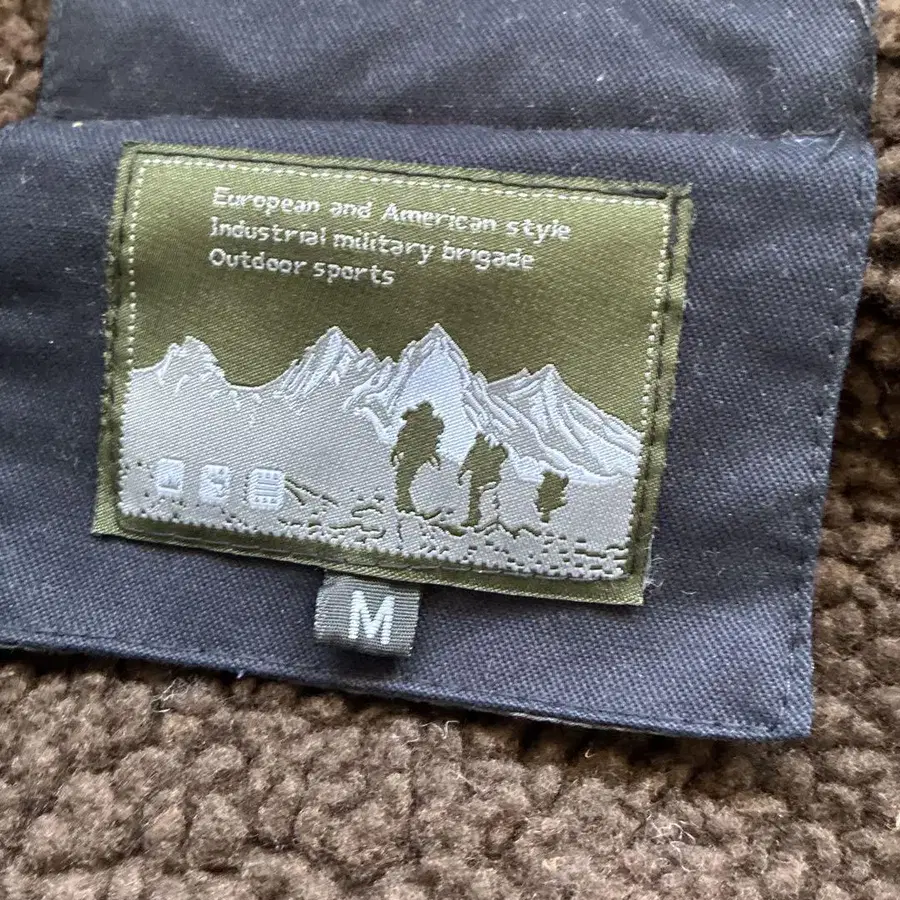 European and American style
Industrial military brigade
Outdoor sports
M